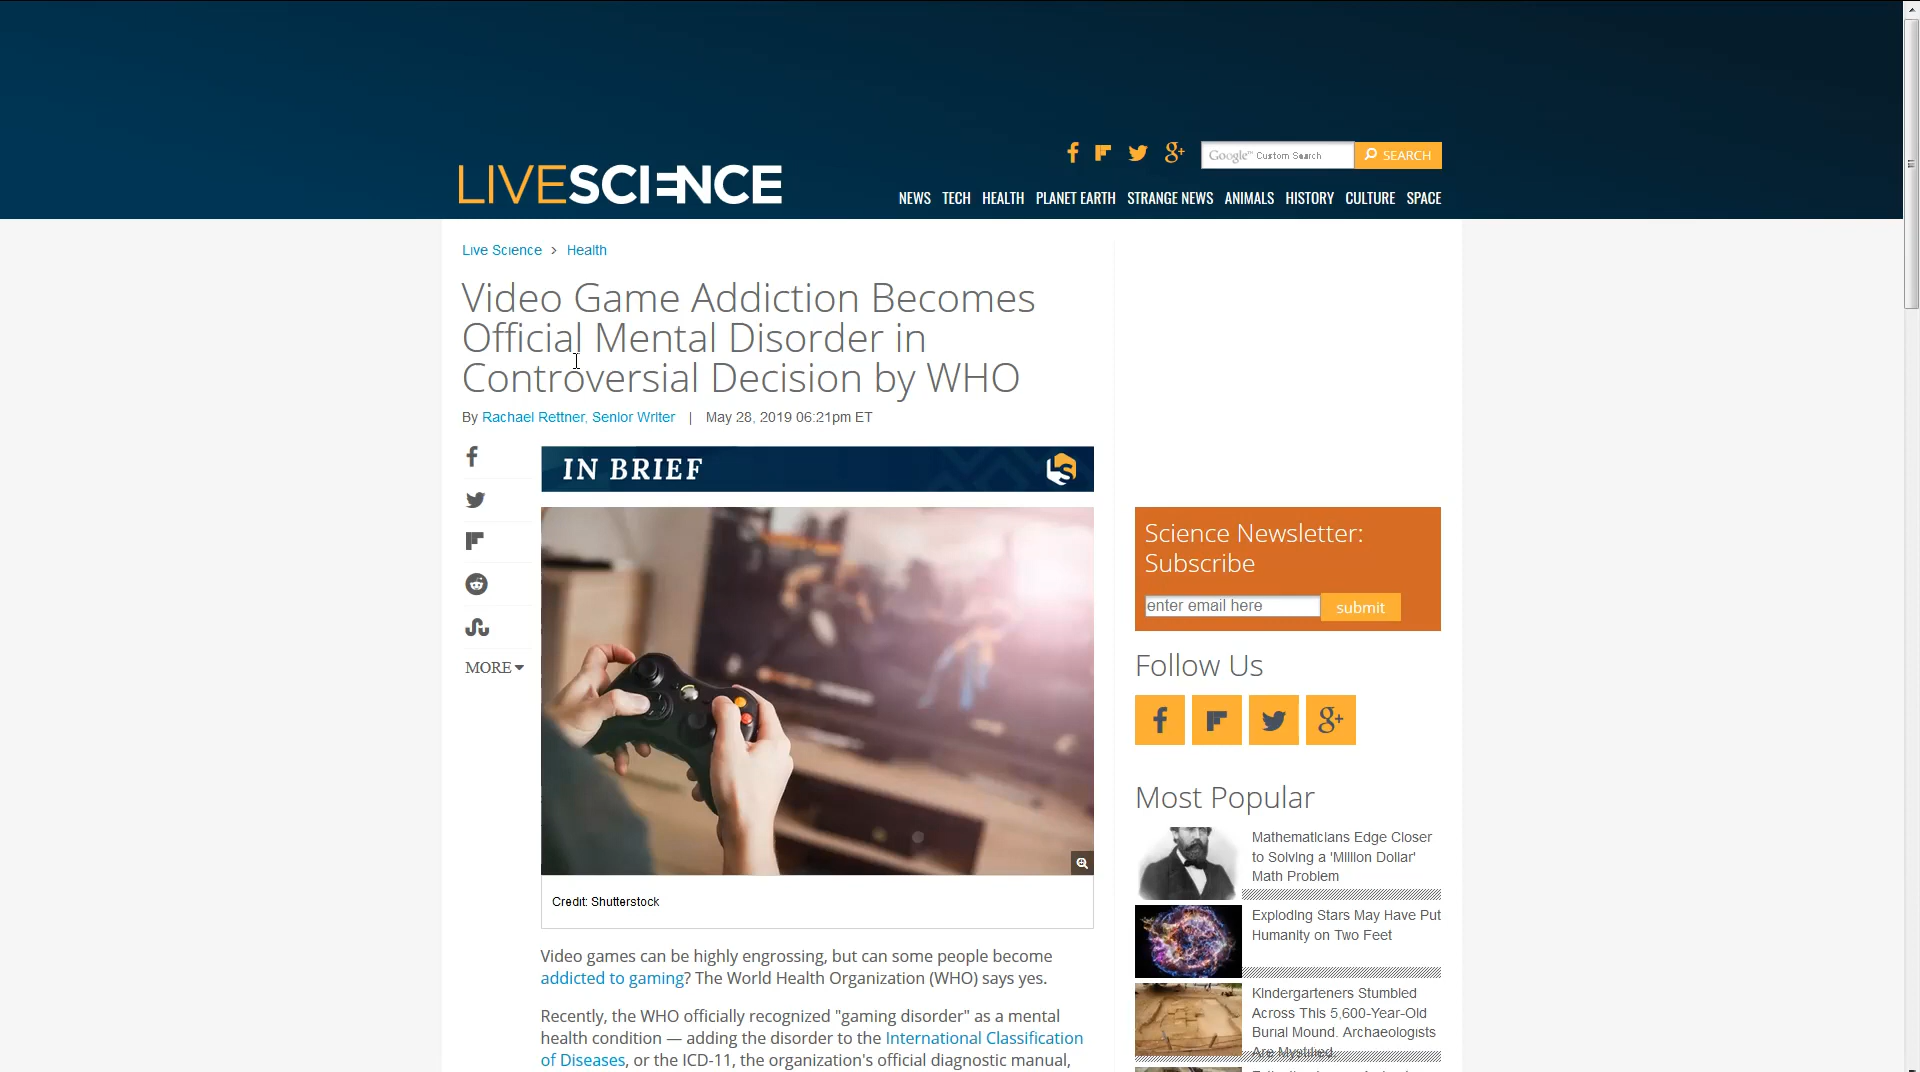 Google™ Custom Search
SEARCH
LIVESCIENCE
NEWS TECH HEALTH PLANET EARTH STRANGE NEWS ANIMALS HISTORY CULTURE SPACE
Live Science > Health
Video Game Addiction Becomes
Official Mental Disorder in
Controversial Decision by WHO
By Rachael Rettner, Senior Writer | May 28, 2019 06:21pm ET
IN BRIEF
MORE
Credit: Shutterstock
Video games can be highly engrossing, but can some people become
addicted to gaming? The World Health Organization (WHO) says yes.
Recently, the WHO officially recognized "gaming disorder" as a mental
health condition — adding the disorder to the International Classification
of Diseases, or the ICD-11, the organization's official diagnostic manual,
Science Newsletter:
Subscribe
enter email here
submit
Follow Us
Most Popular
Mathematicians Edge Closer
to Solving a 'Million Dollar'
Math Problem
Exploding Stars May Have Put
Humanity on Two Feet
Kindergarteners Stumbled
Across This 5,600-Year-Old
Burial Mound. Archaeologists
Are Mystified.